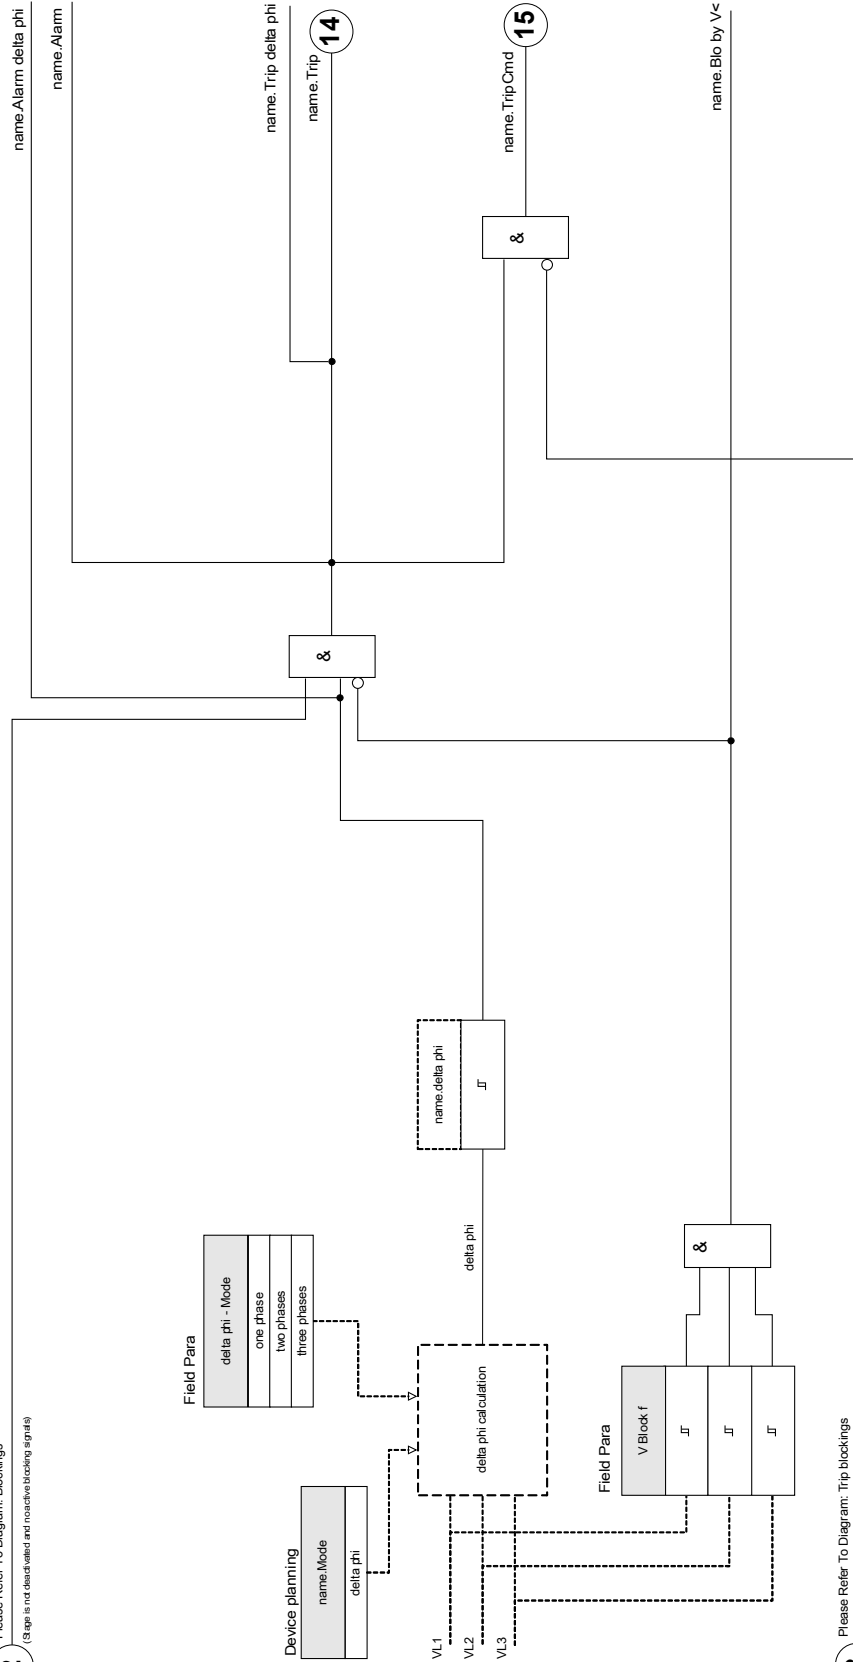 Please Refer To Diagram: Blockings
(Stage is not deactivated and no active blocking signals)
name.Alarm delta phi
name.Alarm
name.Trip delta phi
name.Trip
14
name.TripCmd
15
name.Blo by V<
&
&
Device planning
name.Mode
delta phi
Field Para
delta phi - Mode
one phase
two phases
three phases
delta phi calculation
delta phi
name.delta phi
VL1
VL2
VL3
Field Para
V Block f
&
Please Refer To Diagram: Trip blockings